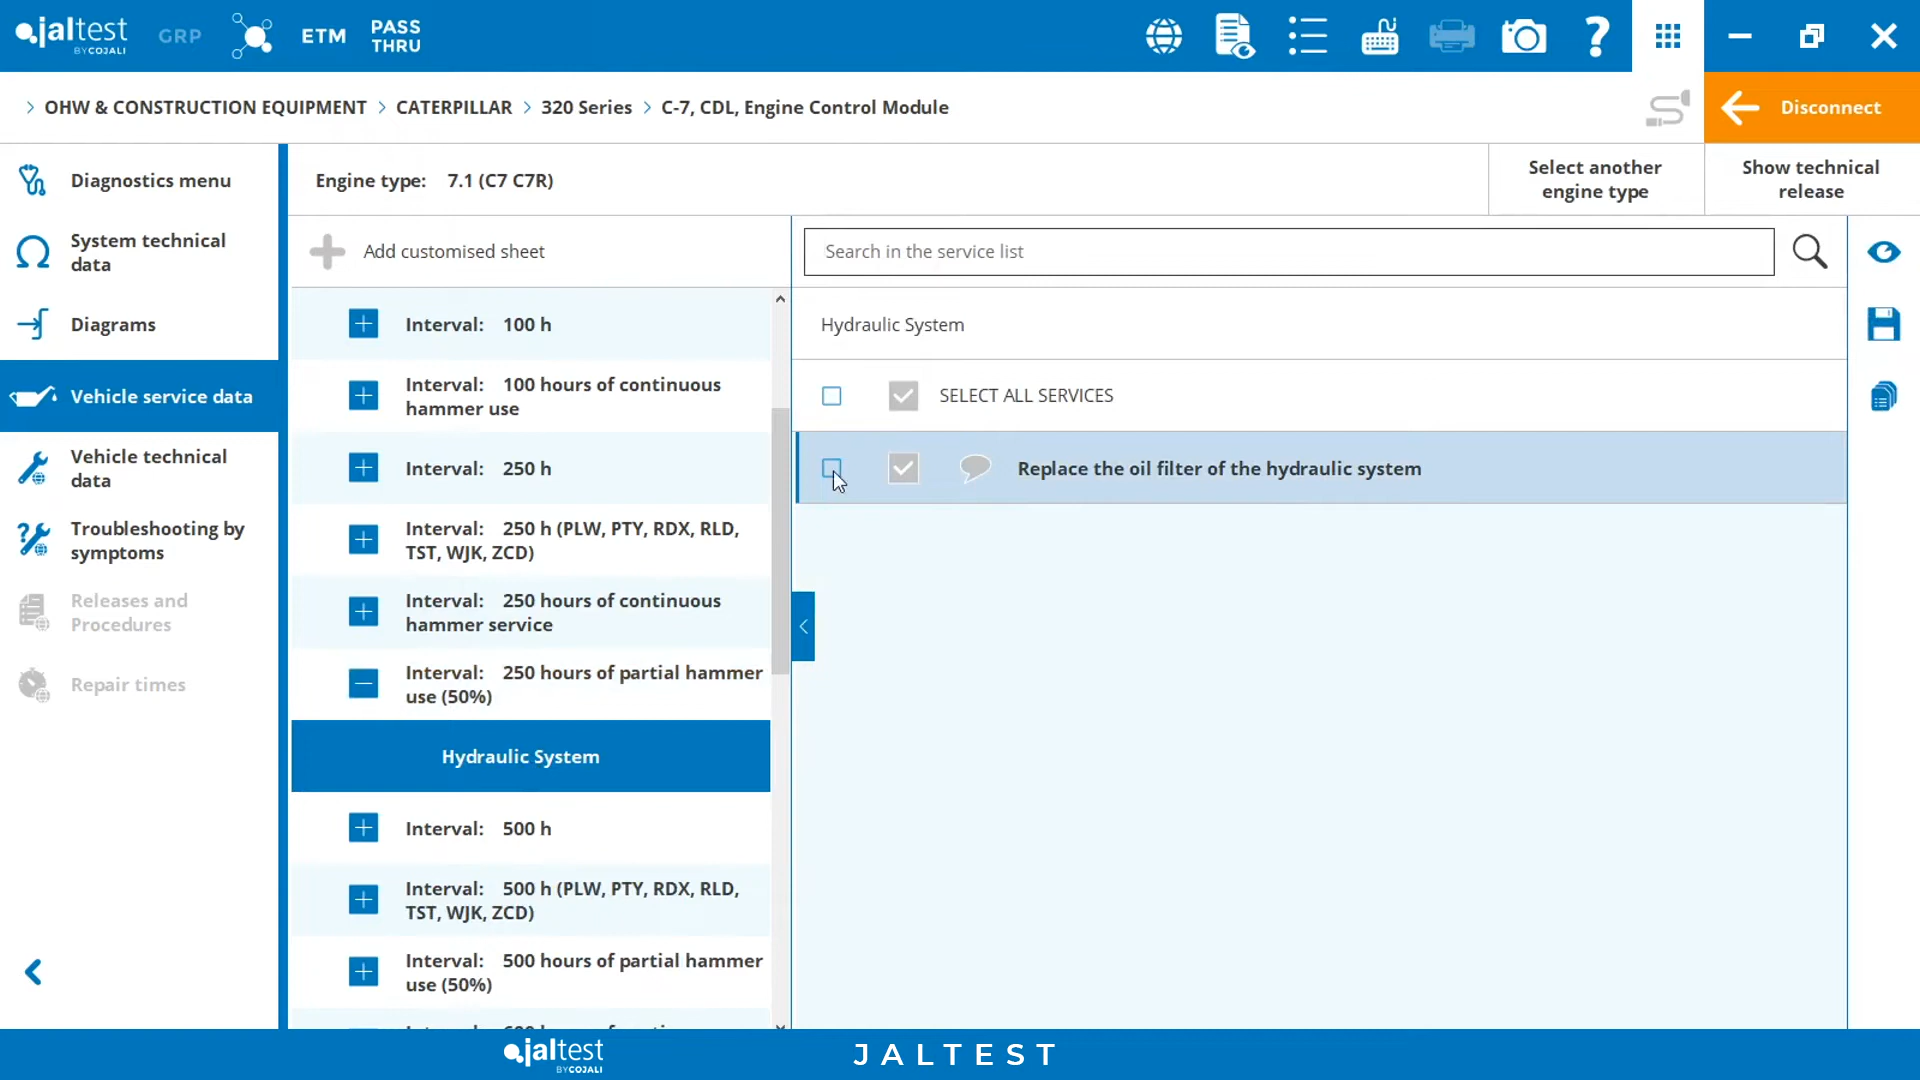 jaltest
BY COJALI
GRP
ETM
PASS
THRU
> OHW & CONSTRUCTION EQUIPMENT > CATERPILLAR > 320 Series > C-7, CDL, Engine Control Module
Disconnect
Diagnostics menu
System technical
data
Diagrams
Vehicle service data
Vehicle technical
data
Troubleshooting by
symptoms
Releases and
Procedures
Repair times
Engine type: 7.1 (C7 C7R)
Select another
engine type
Show technical
release
Add customised sheet
Interval: 100 h
Interval: 100 hours of continuous
hammer use
Interval: 250 h
Interval: 250 h (PLW, PTY, RDX, RLD,
TST, WJK, ZCD)
Interval: 250 hours of continuous
hammer service
Interval: 250 hours of partial hammer
use (50%)
Hydraulic System
Interval: 500 h
Interval: 500 h (PLW, PTY, RDX, RLD,
TST, WJK, ZCD)
Interval: 500 hours of partial hammer
use (50%)
Search in the service list
Hydraulic System
SELECT ALL SERVICES
Replace the oil filter of the hydraulic system
jaltest
BY COJALI
JALTEST